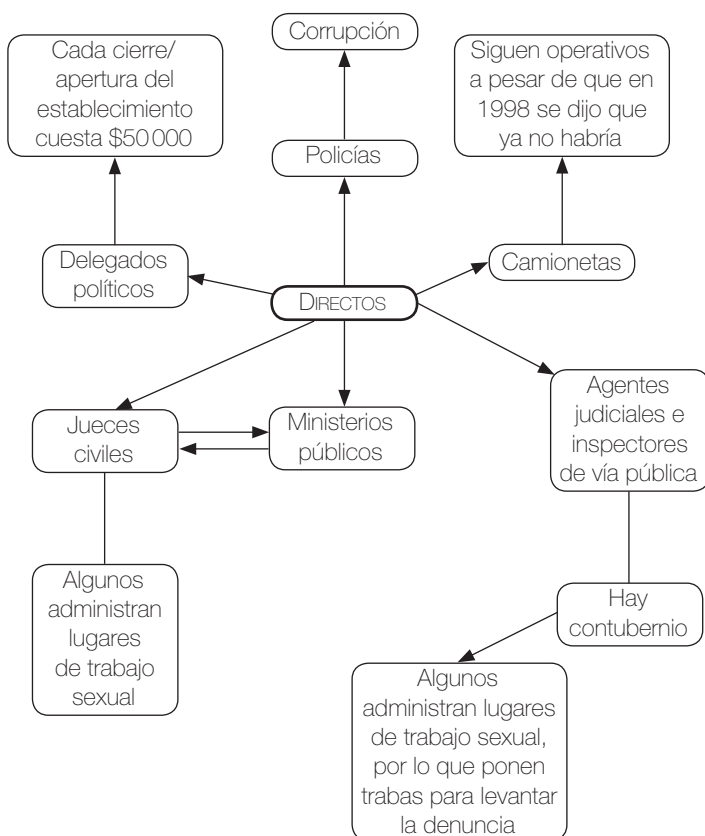 Corrupción
Cada cierre/
apertura del
establecimiento
cuesta $50 000
Siguen operativos
a pesar de que en
1998 se dijo que
ya no habría
Policías
Delegados
políticos
Camionetas
DIRECTOS
Jueces
civiles
Ministerios
públicos
Agentes
judiciales e
inspectores
de vía pública
Algunos
administran
lugares
de trabajo
sexual
Hay
contubernio
Algunos
administran lugares
de trabajo sexual,
por lo que ponen
trabas para levantar
la denuncia